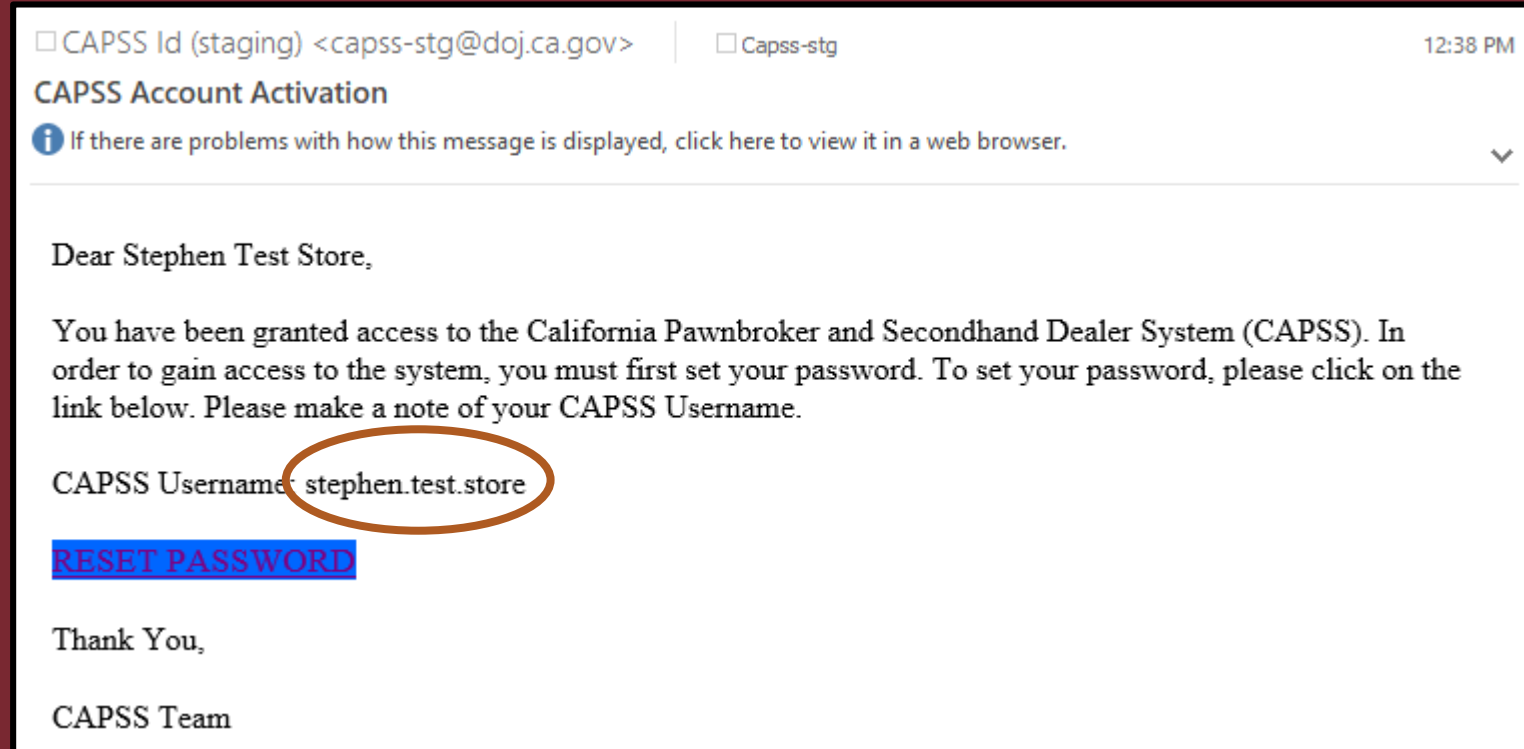 CAPSS Id (staging) <capss-stg@doj.ca.gov> Capss-stg 12:38 PM
CAPSS Account Activation
If there are problems with how this message is displayed, click here to view it in a web browser.
Dear Stephen Test Store,
You have been granted access to the California Pawnbroker and Secondhand Dealer System (CAPSS). In
order to gain access to the system, you must first set your password. To set your password, please click on the
link below. Please make a note of your CAPSS Username.
CAPSS Username: stephen.test.store
RESET PASSWORD
Thank You,
CAPSS Team